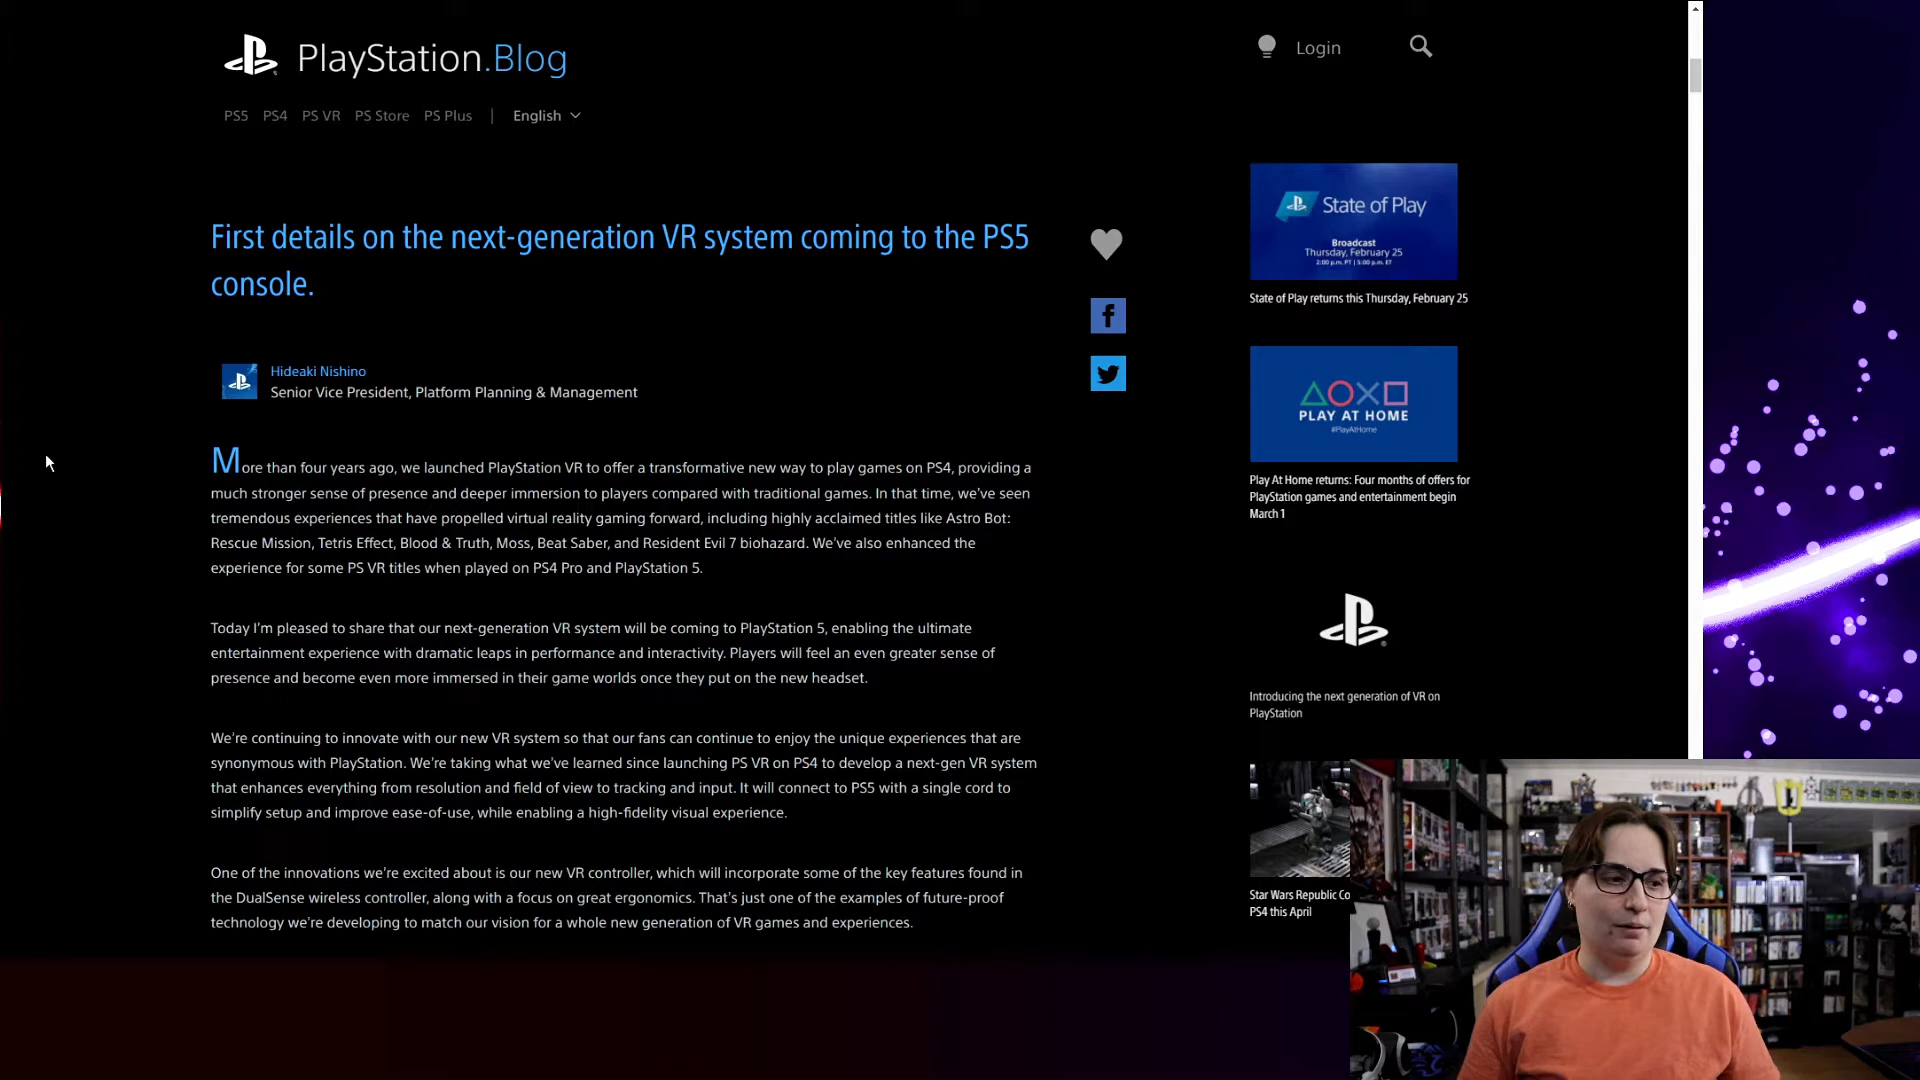 PlayStation.Blog
Login
PS5 PS4 PS VR PS Store PS Plus | English
First details on the next-generation VR system coming to the PS5
console.
Hideaki Nishino
Senior Vice President, Platform Planning & Management
More than four years ago, we launched PlayStation VR to offer a transformative new way to play games on PS4, providing a
much stronger sense of presence and deeper immersion to players compared with traditional games. In that time, we've seen
tremendous experiences that have propelled virtual reality gaming forward, including highly acclaimed titles like Astro Bot:
Rescue Mission, Tetris Effect, Blood & Truth, Moss, Beat Saber, and Resident Evil 7 biohazard. We've also enhanced the
experience for some PS VR titles when played on PS4 Pro and PlayStation 5.
Today I'm pleased to share that our next-generation VR system will be coming to PlayStation 5, enabling the ultimate
entertainment experience with dramatic leaps in performance and interactivity. Players will feel an even greater sense of
presence and become even more immersed in their game worlds once they put on the new headset.
We're continuing to innovate with our new VR system so that our fans can continue to enjoy the unique experiences that are
synonymous with PlayStation. We're taking what we've learned since launching PS VR on PS4 to develop a next-gen VR system
that enhances everything from resolution and field of view to tracking and input. It will connect to PS5 with a single cord to
simplify setup and improve ease-of-use, while enabling a high-fidelity visual experience.
One of the innovations we're excited about is our new VR controller, which will incorporate some of the key features found in
the DualSense wireless controller, along with a focus on great ergonomics. That's just one of the examples of future-proof
technology we're developing to match our vision for a whole new generation of VR games and experiences.
State of Play
Broadcast
Thursday, February 25
2:00 p.m. PT | 5:00 p.m. ET
State of Play returns this Thursday, February 25
PLAY AT HOME
#PlayAtHome
Play At Home returns: Four months of offers for
PlayStation games and entertainment begin
March 1
Introducing the next generation of VR on
PlayStation
Star Wars Republic Co
PS4 this April